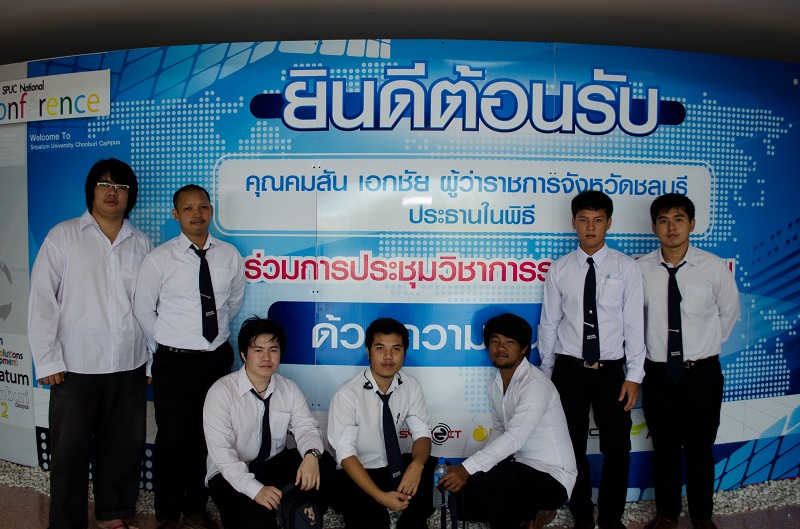 SPUC National
onference
Welcome To
Sripatum University Chonburi Campus
ยินดีต้อนรับ
คุณคมสัน เอกชัย ผู้ว่าราชการจังหวัดชลบุรี
ประธานในพิธี
ร่วมการประชุมวิชาการ
ด้วยความ
IT